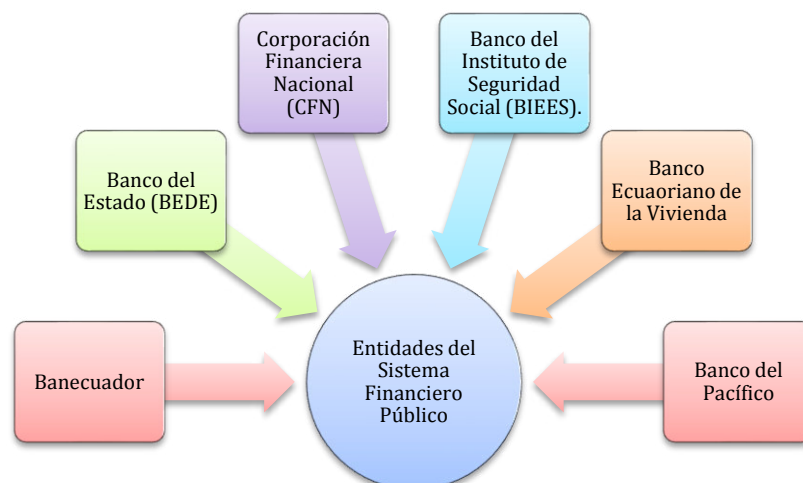 Corporación
Financiera
Nacional
(CFN)
Banco del
Instituto de
Seguridad
Social (BIEES).
Banco del
Estado (BEDE)
Banco
Ecuaoriano de
la Vivienda
Banecuador
Entidades del
Sistema
Financiero
Público
Banco del
Pacífico